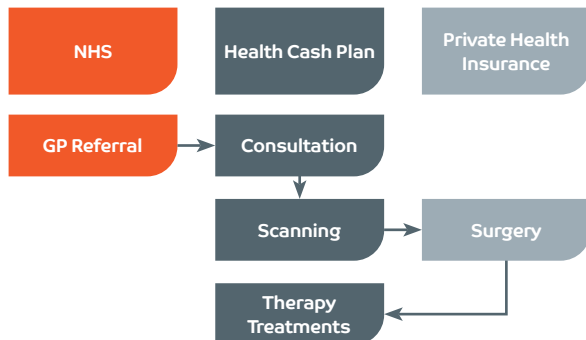 NHS
Health Cash Plan
Private Health
Insurance
GP Referral
Consultation
Scanning
Surgery
Therapy
Treatments